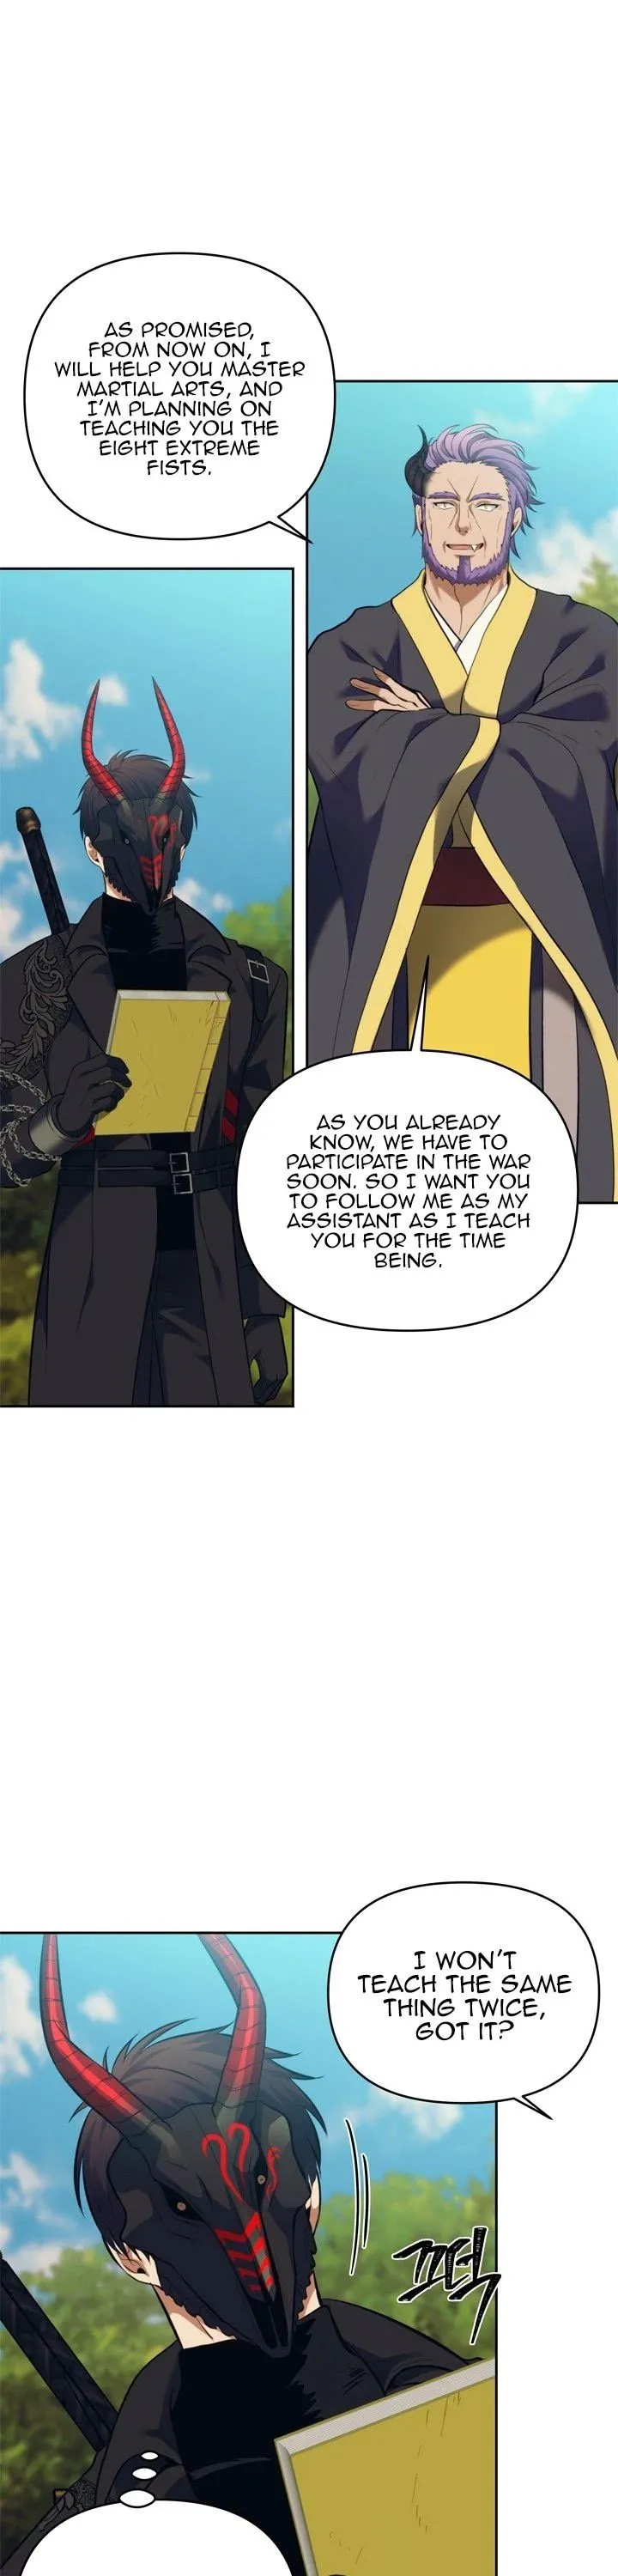 AS PROMISED,
FROM NOW ON, I
WILL HELP YOU MASTER
MARTIAL ARTS, AND
I'M PLANNING ON
TEACHING YOU THE
EIGHT EXTREME
FISTS.
AS YOU ALREADY
KNOW, WE HAVE TO
PARTICIPATE IN THE WAR
SOON. SO I WANT YOU
TO FOLLOW ME AS MY
ASSISTANT AS I TEACH
YOU FOR THE TIME
BEING.
I WON'T
TEACH THE SAME
THING TWICE,
GOT IT?
끄덕